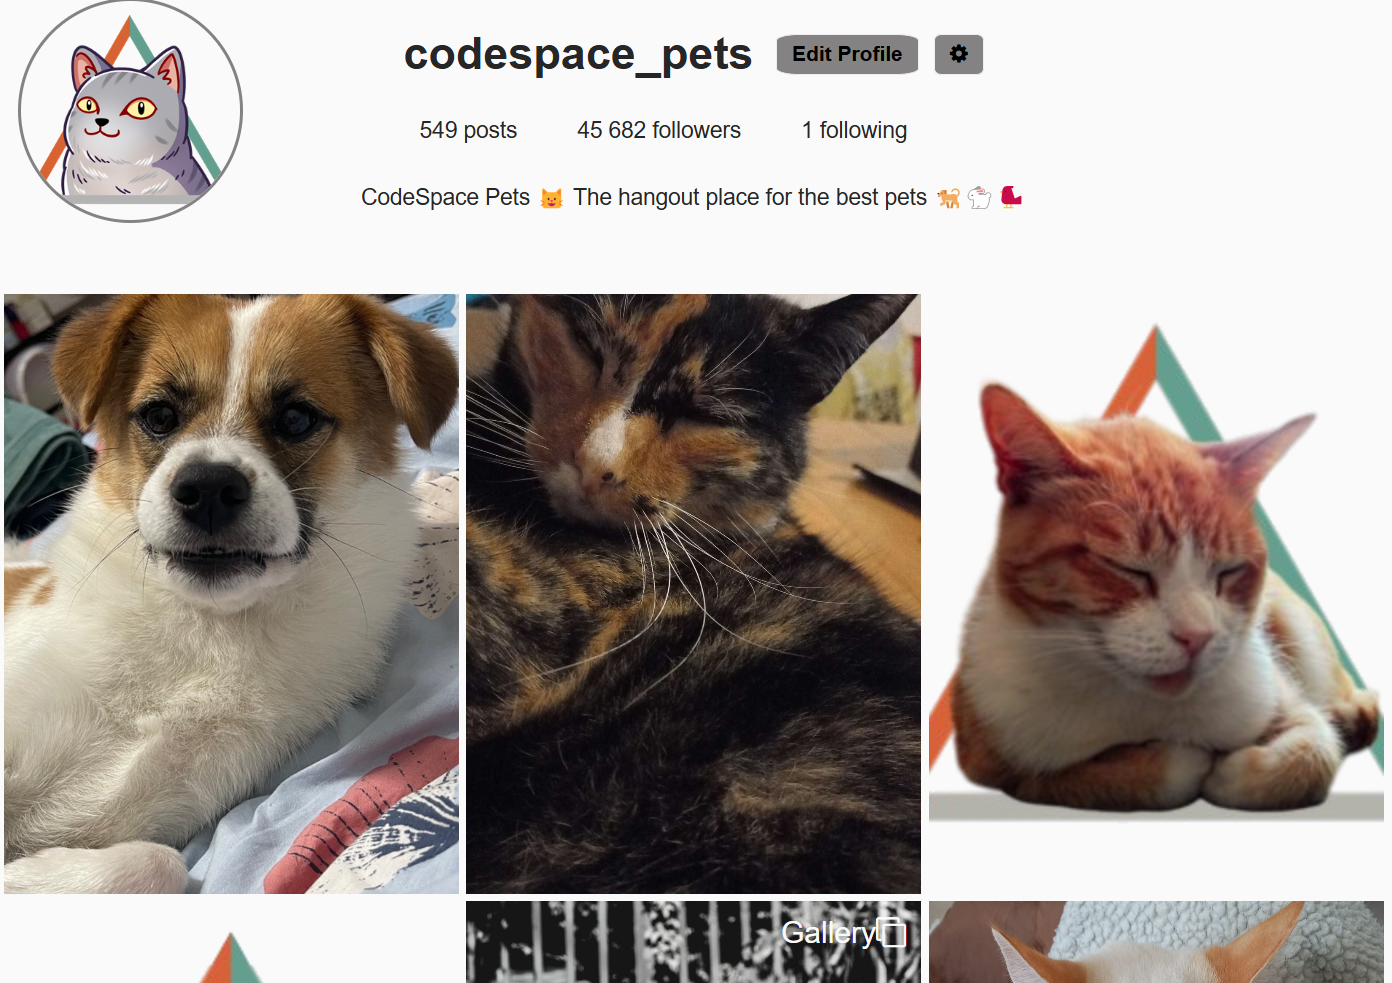 codespace_pets
Edit Profile
549 posts
45 682 followers
1 following
CodeSpace Pets 😺 The hangout place for the best pets 🐈🐇🐦
Gallery